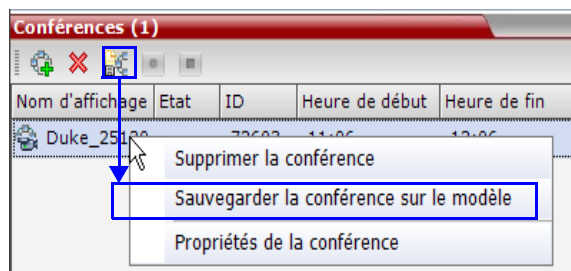 Conférences (1)
Nom d'affichage Etat ID Heure de début Heure de fin
Duke_25130
Supprimer la conférence
Sauvegarder la conférence sur le modèle
Propriétés de la conférence